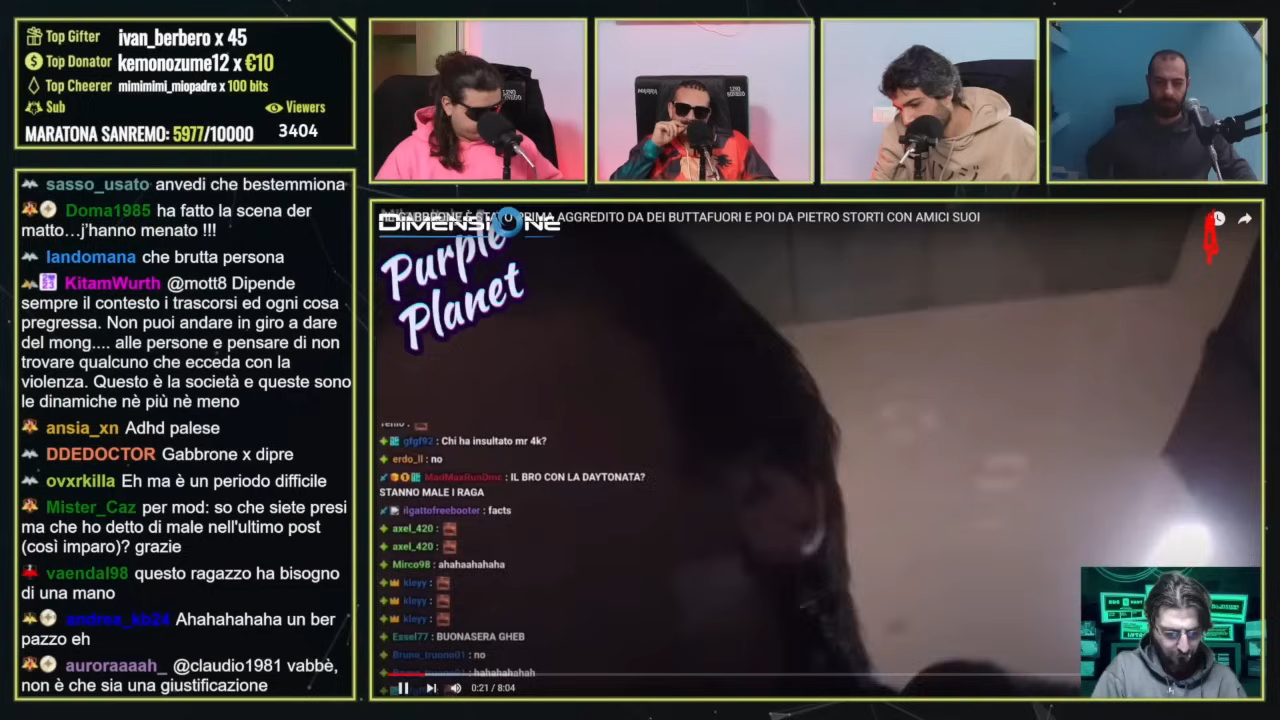 Top Gifter ivan_berbero x 45
Top Donator kemonozume12 x €10
Top Cheerer mimimimi_miopadre x 100 bits
Sub Viewers
MARATONA SANREMO: 5977/10000 3404
sasso_usato anvedi che bestemmiona
Doma1985 ha fatto la scena der
matto…j'hanno menato !!!
landomana che brutta persona
KitamWurth @mott8 Dipende
sempre il contesto i trascorsi ed ogni cosa
pregressa. Non puoi andare in giro a dare
del mong.... alle persone e pensare di non
trovare qualcuno che ecceda con la
violenza. Questo è la società e queste sono
le dinamiche nè più nè meno
ansia_xn Adhd palese
DDEDOCTOR Gabbrone x dipre
ovxrkilla Eh ma è un periodo difficile
Mister_Caz per mod: so che siete presi
ma che ho detto di male nell'ultimo post
(così imparo)? grazie
vaendal98 questo ragazzo ha bisogno
di una mano
andrea_kb24 Ahahahahaha un ber
pazzo eh
auroraaaah_ @claudio1981 vabbè,
non è che sia una giustificazione
STATO PRIMA AGGREDITO DA DEI BUTTAFUORI E POI DA PIETRO STORTI CON AMICI SUOI
DIMENSIONE
Purple
Planet
gfgf92 : Chi ha insultato mr 4k?
erdo_ll : no
MadMaxRunDmc : IL BRO CON LA DAYTONATA?
STANNO MALE I RAGA
ilgattofreebooter : facts
axel_420 :
axel_420 :
Mirco98 : ahahaahahaha
kleyy :
kleyy :
kleyy :
Essel77 : BUONASERA GHEB
Bruno_truono01 : no
: hahahahahah
0:21 / 8:04